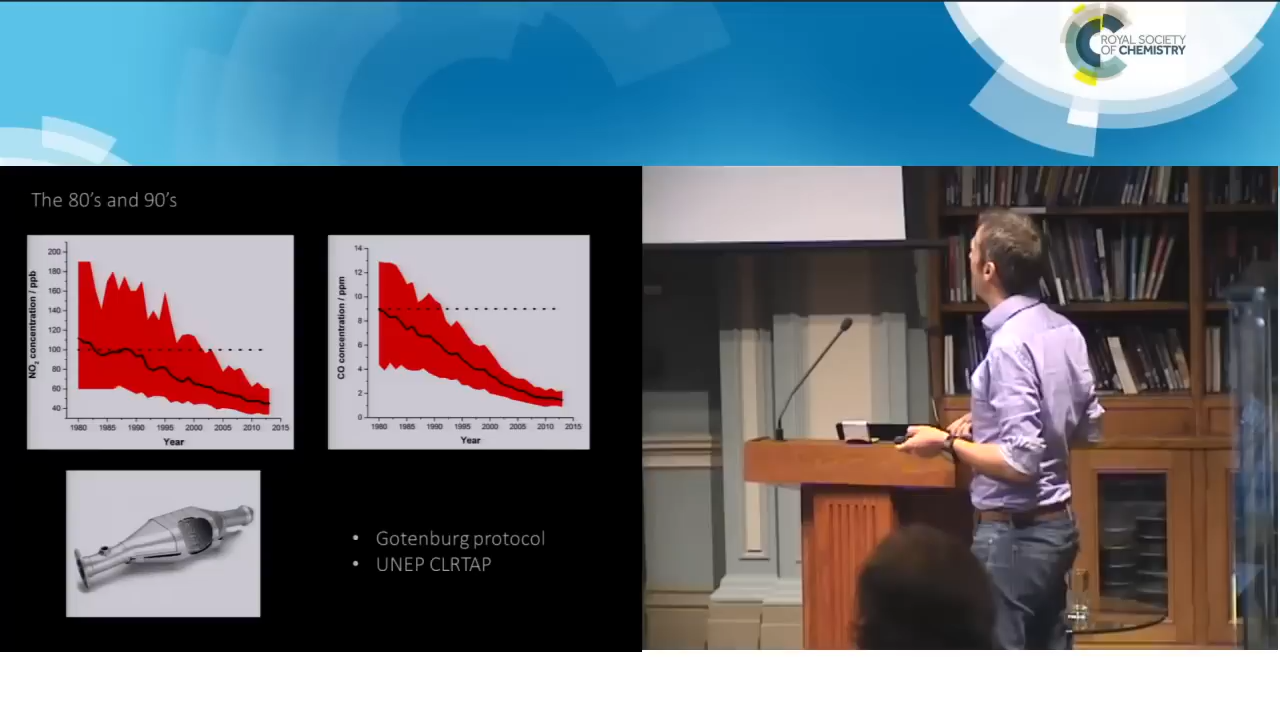 ROYAL SOCIETY
OF CHEMISTRY
The 80's and 90's
NO2 concentration / ppb
200
180
160
140
120
100
80
60
40
1980 1985 1990 1995 2000 2005 2010 2015
Year
CO concentration / ppm
14
12
10
8
6
4
2
0
1980 1985 1990 1995 2000 2005 2010 2015
Year
• Gotenburg protocol
• UNEP CLRTAP